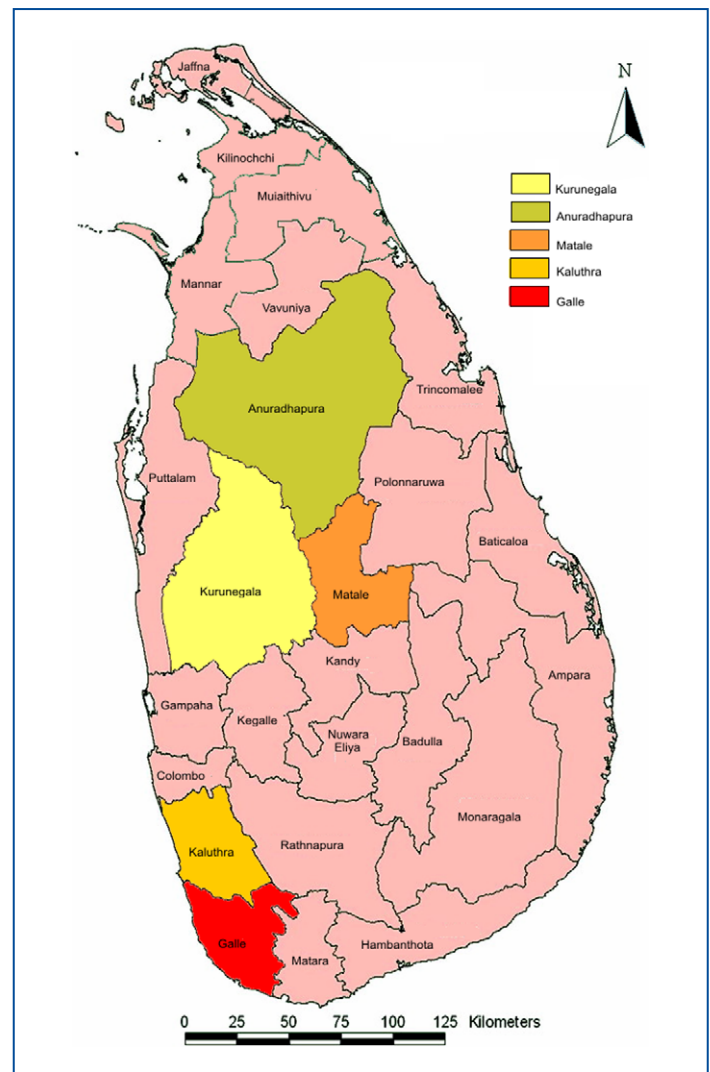 Jaffna
N
Kilinochchi
Kurunegala
Muiaithivu
Anuradhapura
Matale
Kaluthra
Mannar
Galle
Vavuniya
Trincomalee
Anuradhapura
Puttalam
Polonnaruwa
Baticaloa
Kurunegala
Matale
Kandy
Ampara
Gampaha
Kegalle
Nuwara
Eliya
Badulla
Colombo
Monaragala
Kaluthra
Rathnapura
Galle
Hambanthota
Matara
0 25 50 75 100 125 Kilometers